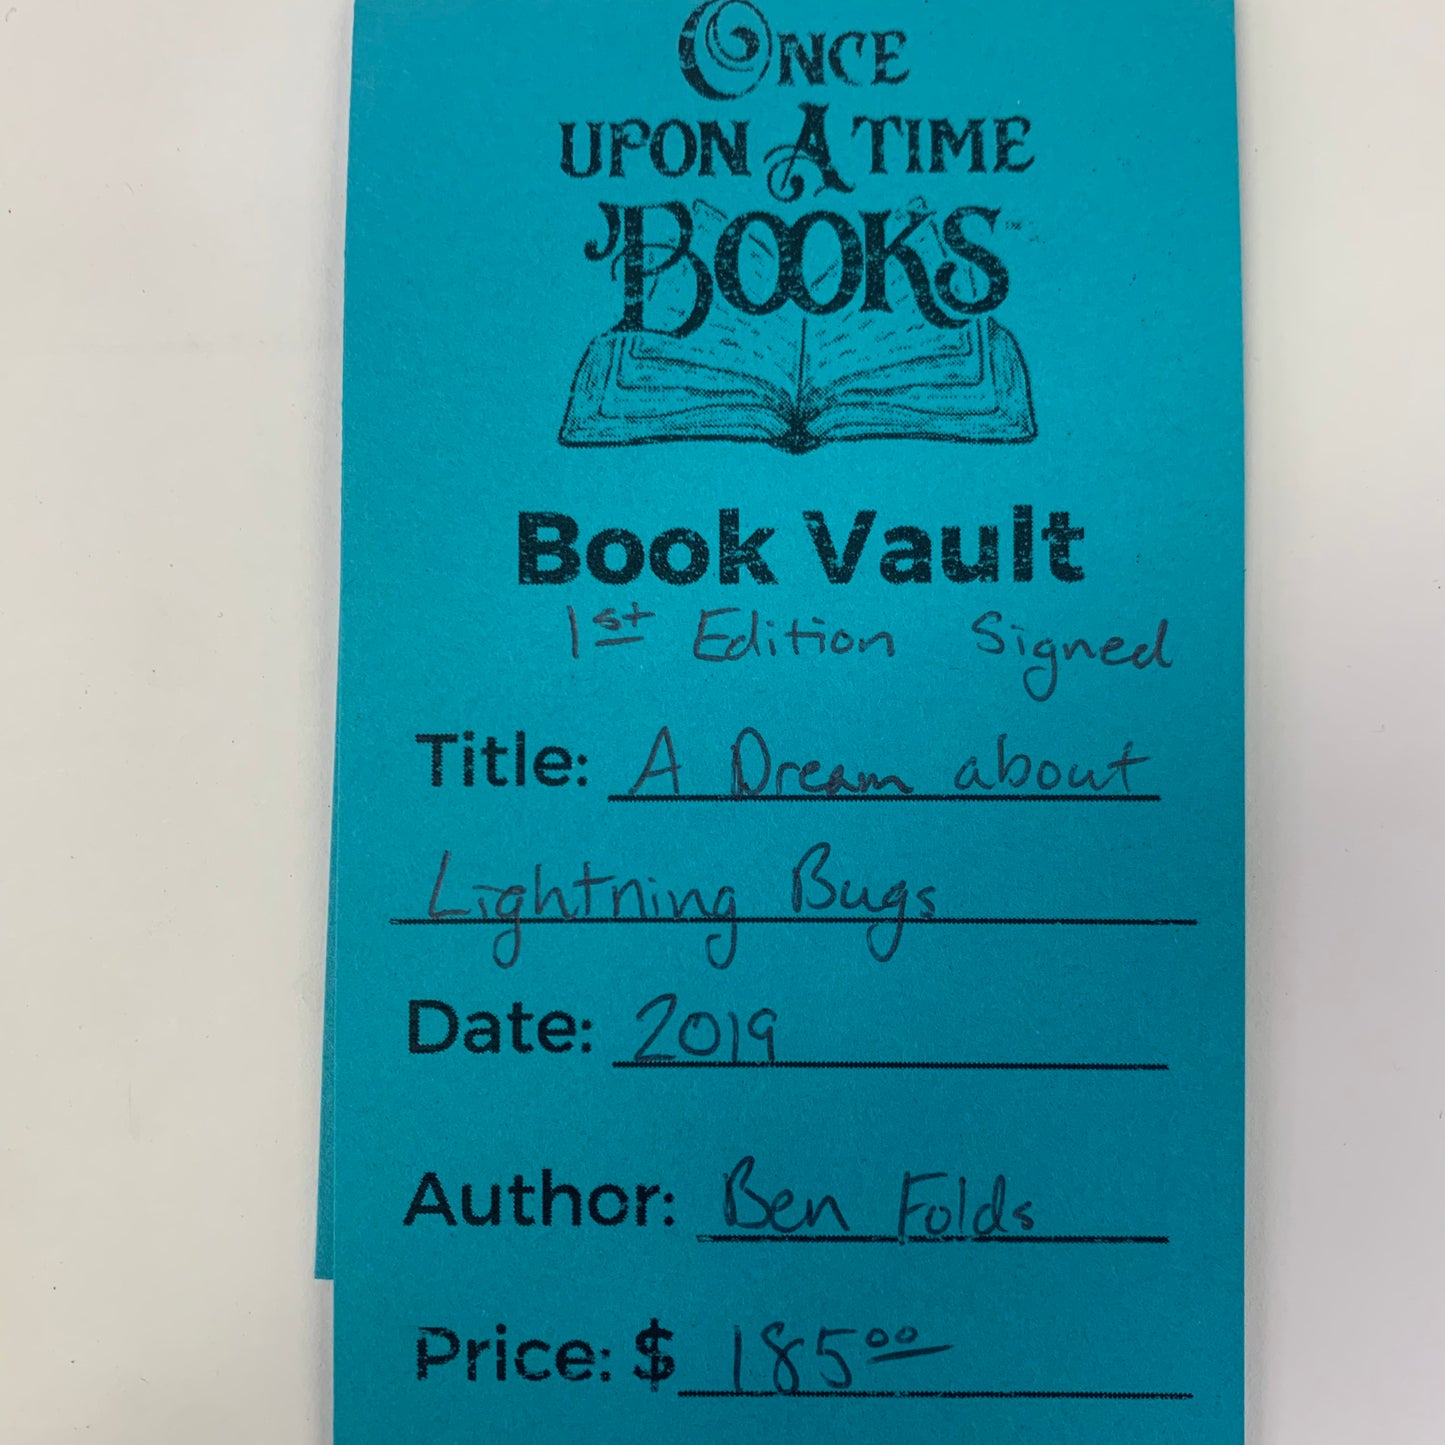 ONCE
UPON A TIME
BOOKS™
Book Vault
1st Edition Signed
Title: A Dream about
Lightning Bugs
Date: 2019
Author: Ben Folds
Price: $ 185.00